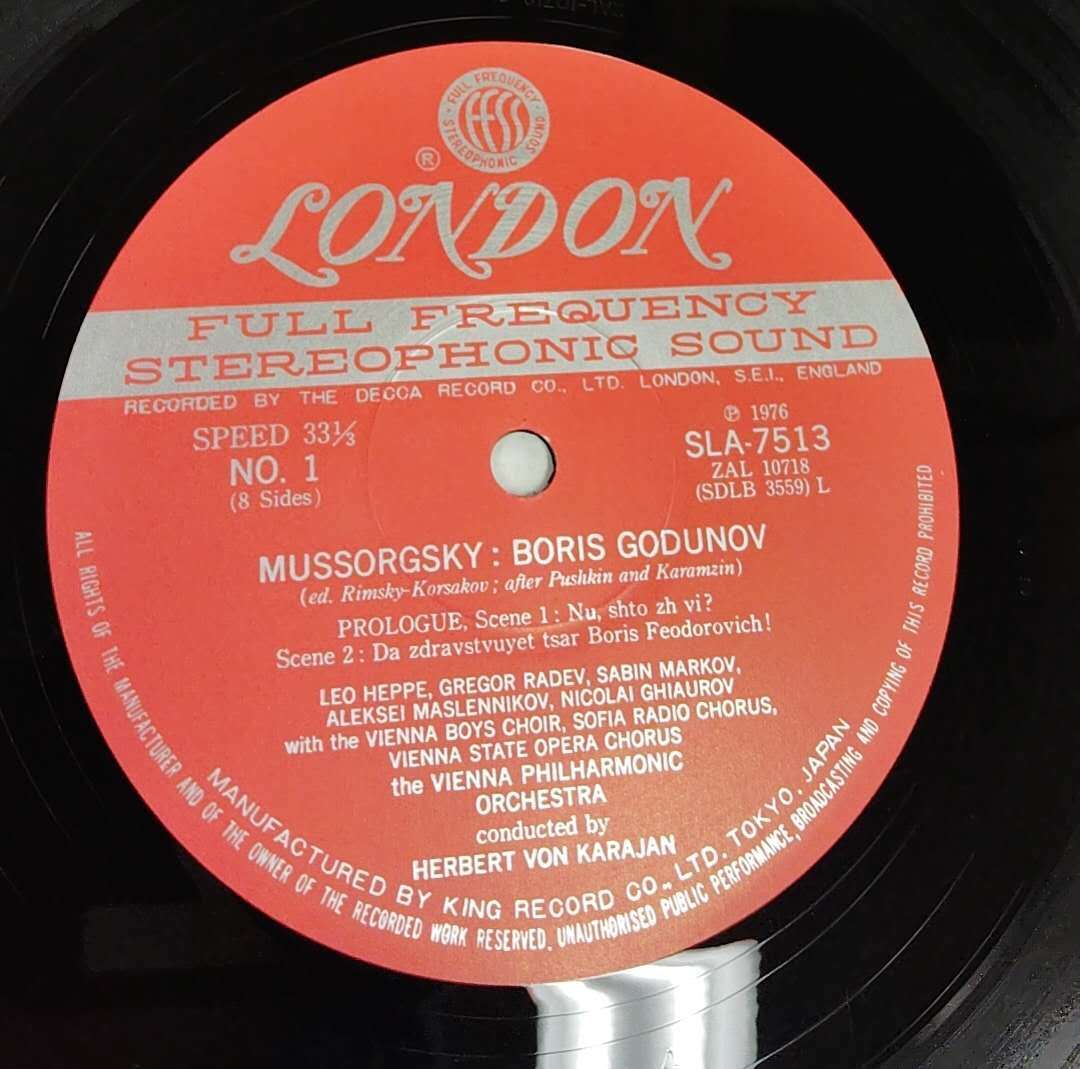 FULL FREQUENCY STEREOPHONIC SOUND
FFSS
®
LONDON
FULL FREQUENCY
STEREOPHONIC SOUND
RECORDED BY THE DECCA RECORD CO., LTD. LONDON, S.E.I., ENGLAND
SPEED 33⅓
NO. 1
(8 Sides)
℗ 1976
SLA-7513
ZAL 10718
(SDLB 3559) L
MUSSORGSKY : BORIS GODUNOV
(ed. Rimsky-Korsakov ; after Pushkin and Karamzin)
PROLOGUE, Scene 1 : Nu, shto zh vi?
Scene 2 : Da zdravstvuyet tsar Boris Feodorovich!
LEO HEPPE, GREGOR RADEV, SABIN MARKOV,
ALEKSEI MASLENNIKOV, NICOLAI GHIAUROV
with the VIENNA BOYS CHOIR, SOFIA RADIO CHORUS,
VIENNA STATE OPERA CHORUS
the VIENNA PHILHARMONIC
ORCHESTRA
conducted by
HERBERT VON KARAJAN
MANUFACTURED BY KING RECORD CO., LTD. TOKYO, JAPAN
ALL RIGHTS OF THE MANUFACTURER AND OF THE OWNER OF THE RECORDED WORK RESERVED. UNAUTHORISED PUBLIC PERFORMANCE, BROADCASTING AND COPYING OF THIS RECORD PROHIBITED